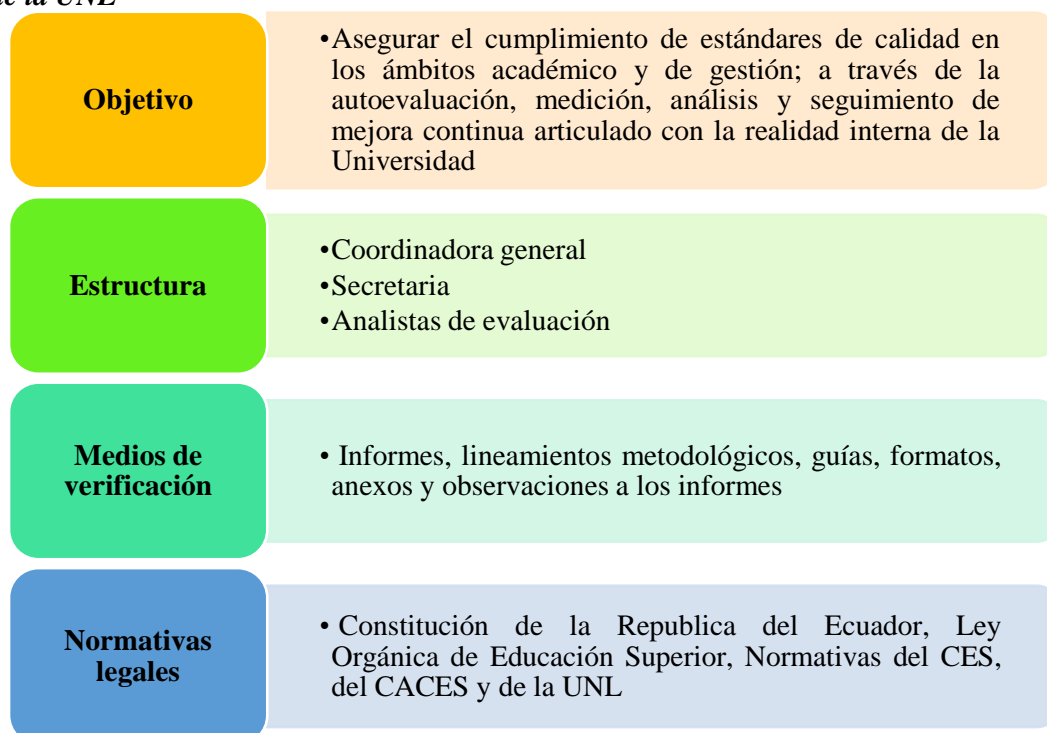 de la UNL
Objetivo
•Asegurar el cumplimiento de estándares de calidad en
los ámbitos académico y de gestión; a través de la
autoevaluación, medición, análisis y seguimiento de
mejora continua articulado con la realidad interna de la
Universidad
Estructura
•Coordinadora general
•Secretaria
•Analistas de evaluación
Medios de
verificación
• Informes, lineamientos metodológicos, guías, formatos,
anexos y observaciones a los informes
Normativas
legales
• Constitución de la Republica del Ecuador, Ley
Orgánica de Educación Superior, Normativas del CES,
del CACES y de la UNL